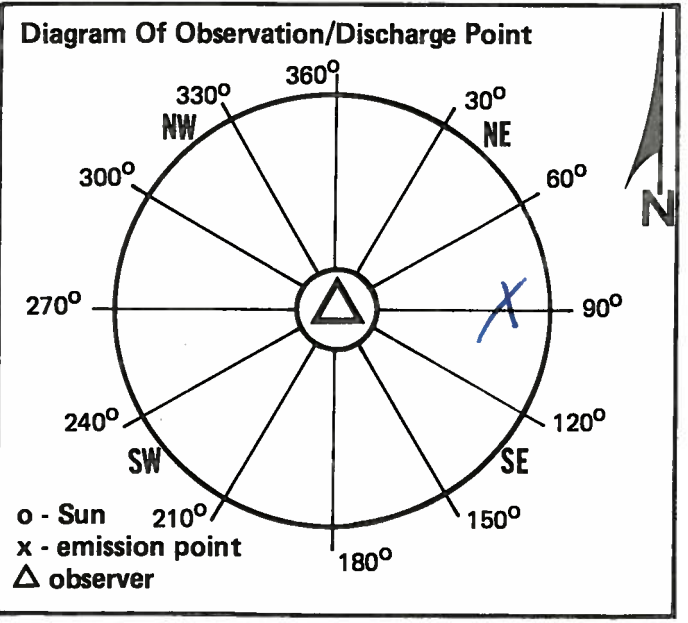 Diagram Of Observation/Discharge Point
360°
330°
30°
NW
NE
300°
60°
N
270°
X
90°
240°
120°
SW
SE
o - Sun
210°
150°
x - emission point
180°
Δ observer